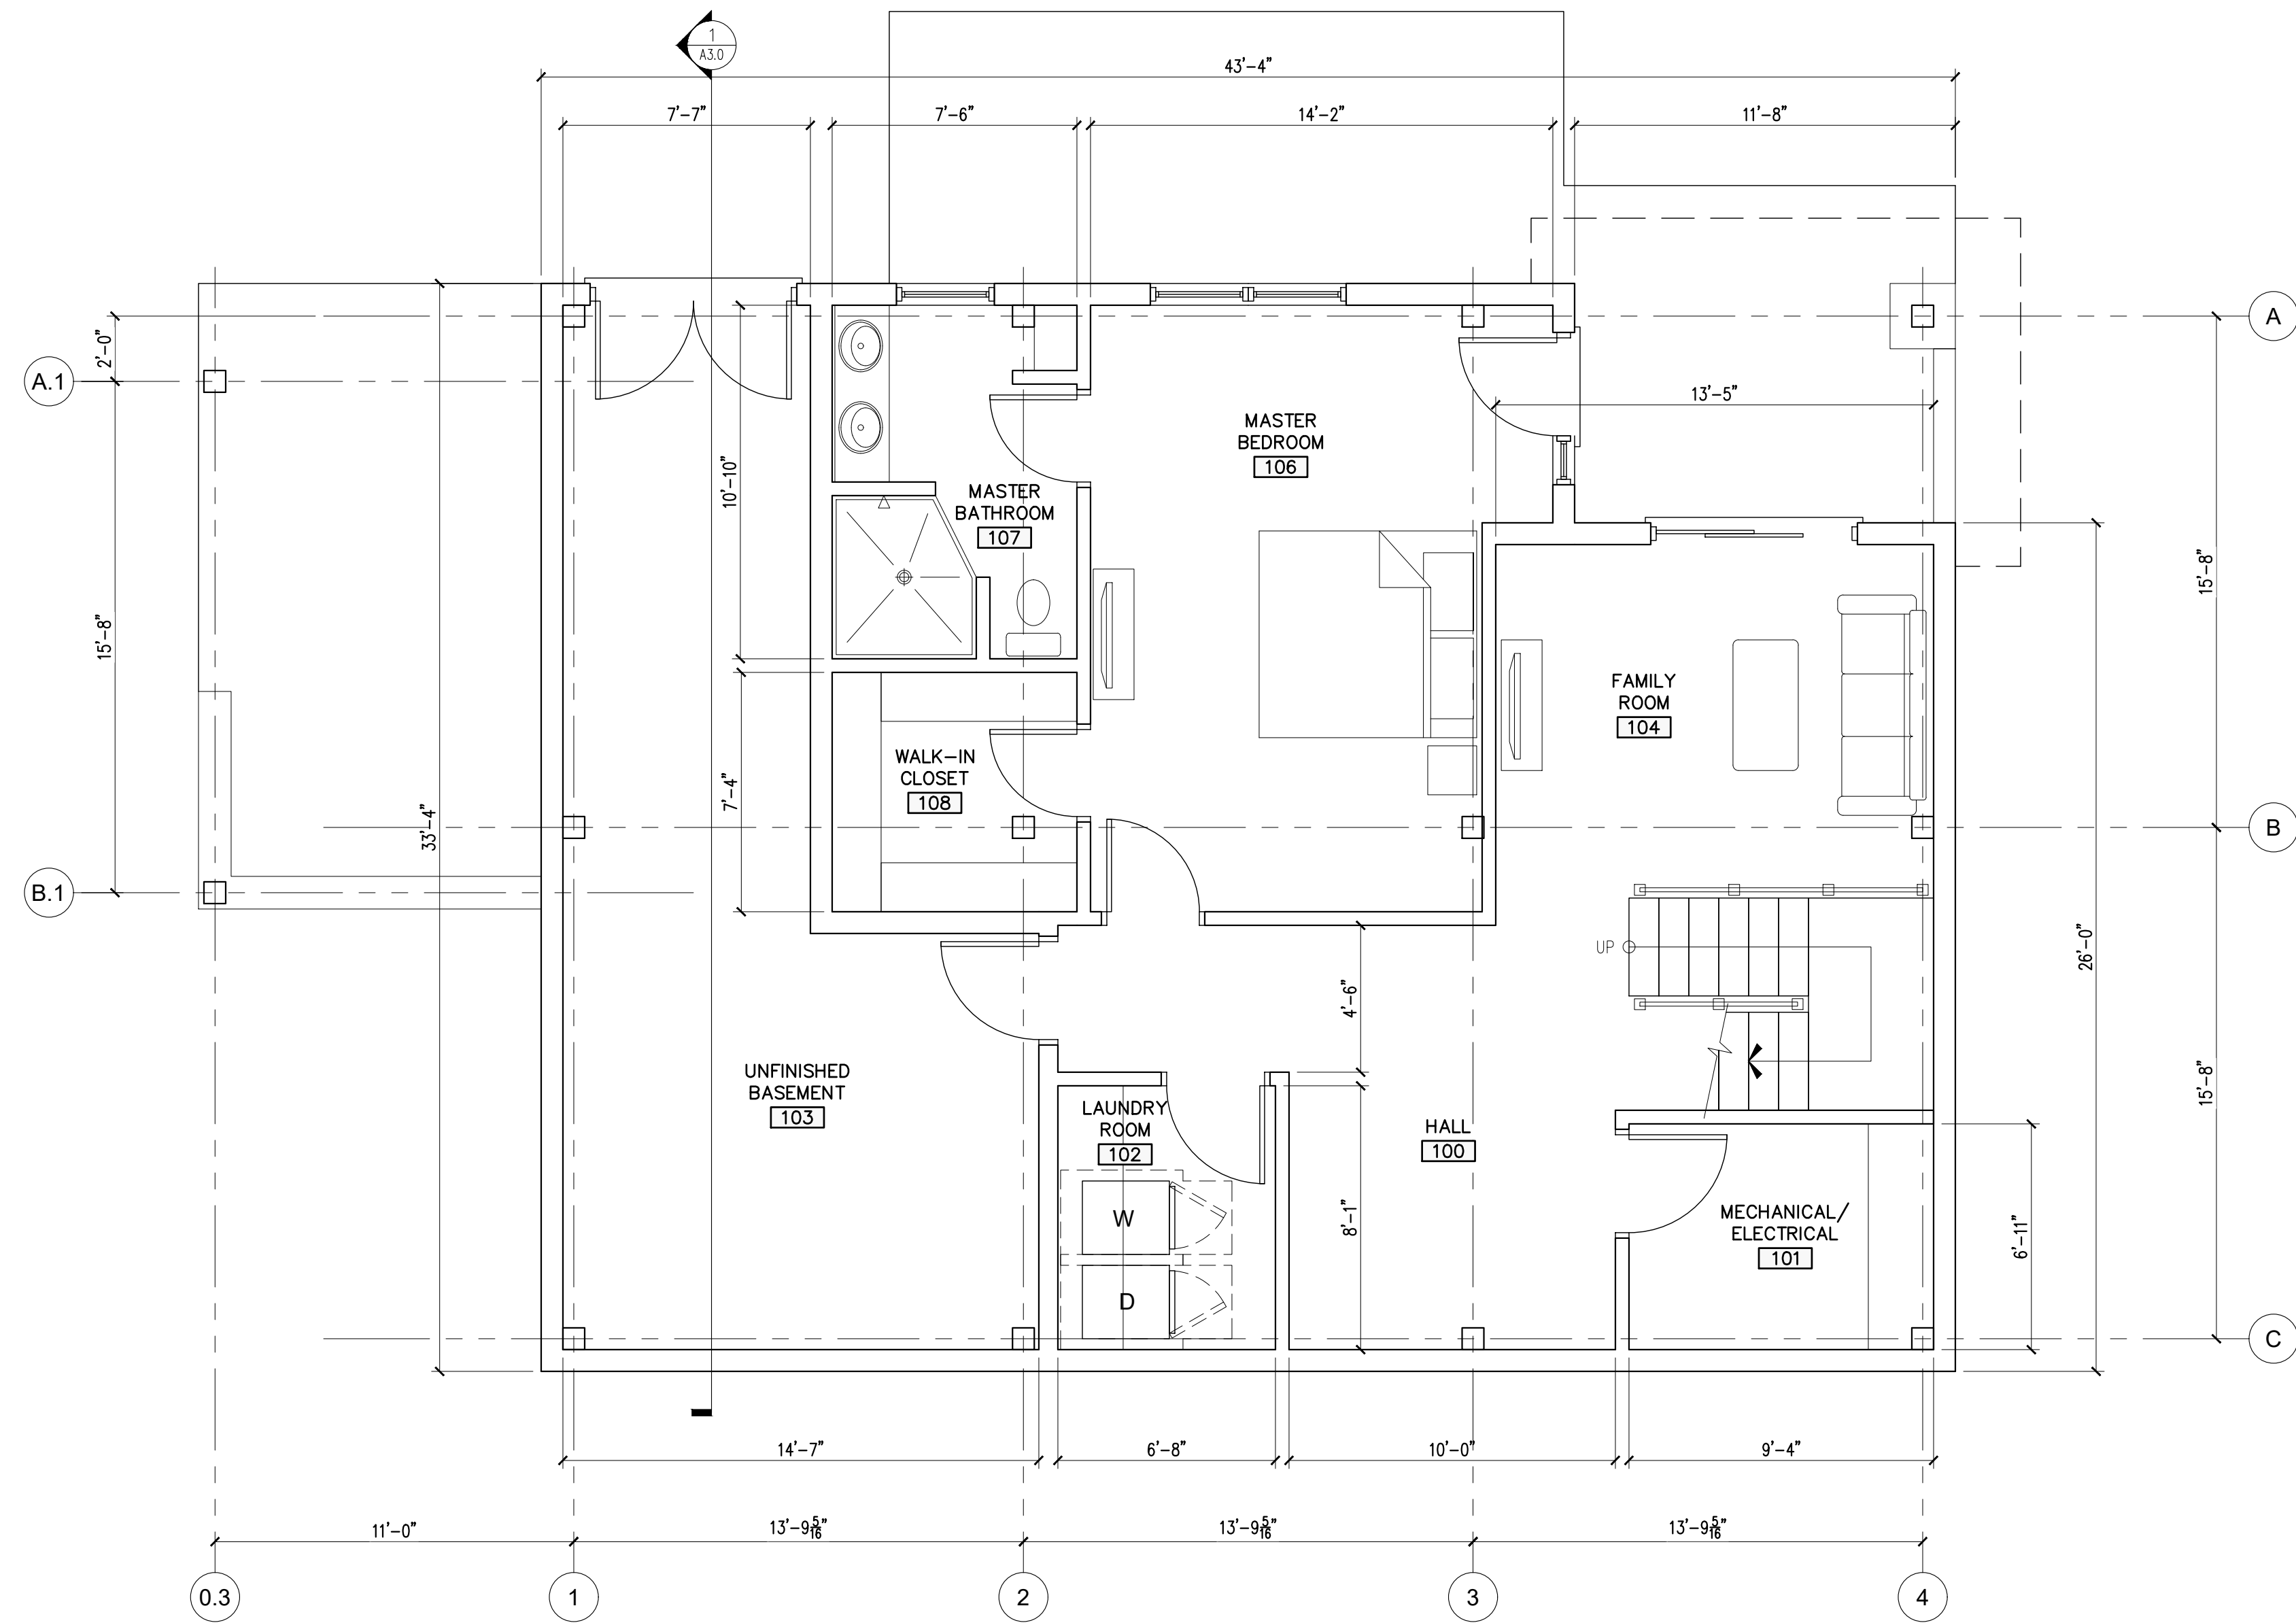 1
A3.0
43'-4"
7'-7"
7'-6"
14'-2"
11'-8"
A
2'-0"
A.1
13'-5"
MASTER
BEDROOM
106
10'-10"
MASTER
BATHROOM
107
15'-8"
15'-8"
FAMILY
ROOM
104
WALK-IN
CLOSET
108
7'-4"
33'-4"
B
B.1
UP
26'-0"
4'-6"
UNFINISHED
BASEMENT
103
15'-8"
LAUNDRY
ROOM
102
HALL
100
W
8'-1"
MECHANICAL/
ELECTRICAL
101
6'-11"
D
C
14'-7"
6'-8"
10'-0"
9'-4"
11'-0"
13'-9 5/16"
13'-9 5/16"
13'-9 5/16"
0.3
1
2
3
4